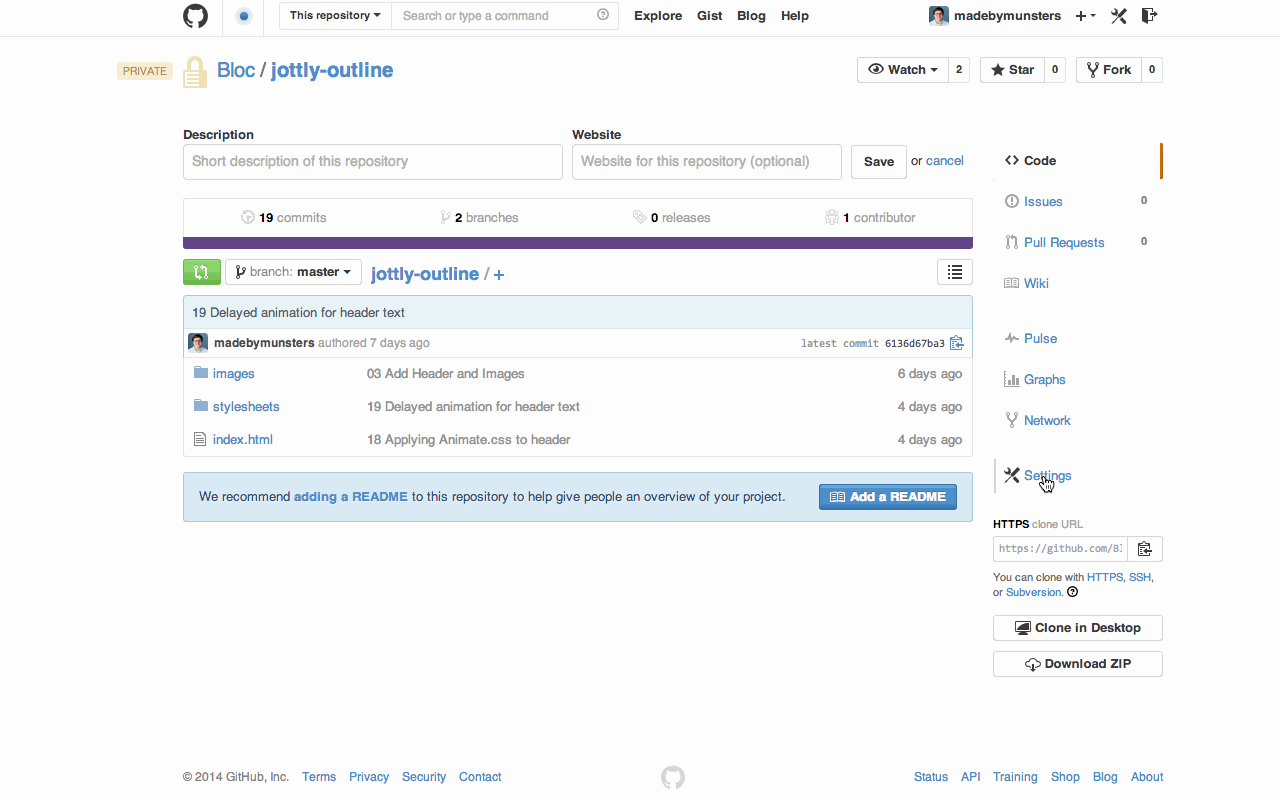 This repository Search or type a command Explore Gist Blog Help madebymunsters
PRIVATE Bloc / jottly-outline Watch 2 Star 0 Fork 0
Description Website
Short description of this repository Website for this repository (optional) Save or cancel
Code
Issues 0
Pull Requests 0
Wiki
Pulse
Graphs
Network
Settings
19 commits 2 branches 0 releases 1 contributor
branch: master jottly-outline / +
19 Delayed animation for header text
madebymunsters authored 7 days ago latest commit 6136d67ba3
images 03 Add Header and Images 6 days ago
stylesheets 19 Delayed animation for header text 4 days ago
index.html 18 Applying Animate.css to header 4 days ago
We recommend adding a README to this repository to help give people an overview of your project. Add a README
HTTPS clone URL
https://github.com/Bl
You can clone with HTTPS, SSH,
or Subversion.
Clone in Desktop
Download ZIP
© 2014 GitHub, Inc. Terms Privacy Security Contact Status API Training Shop Blog About